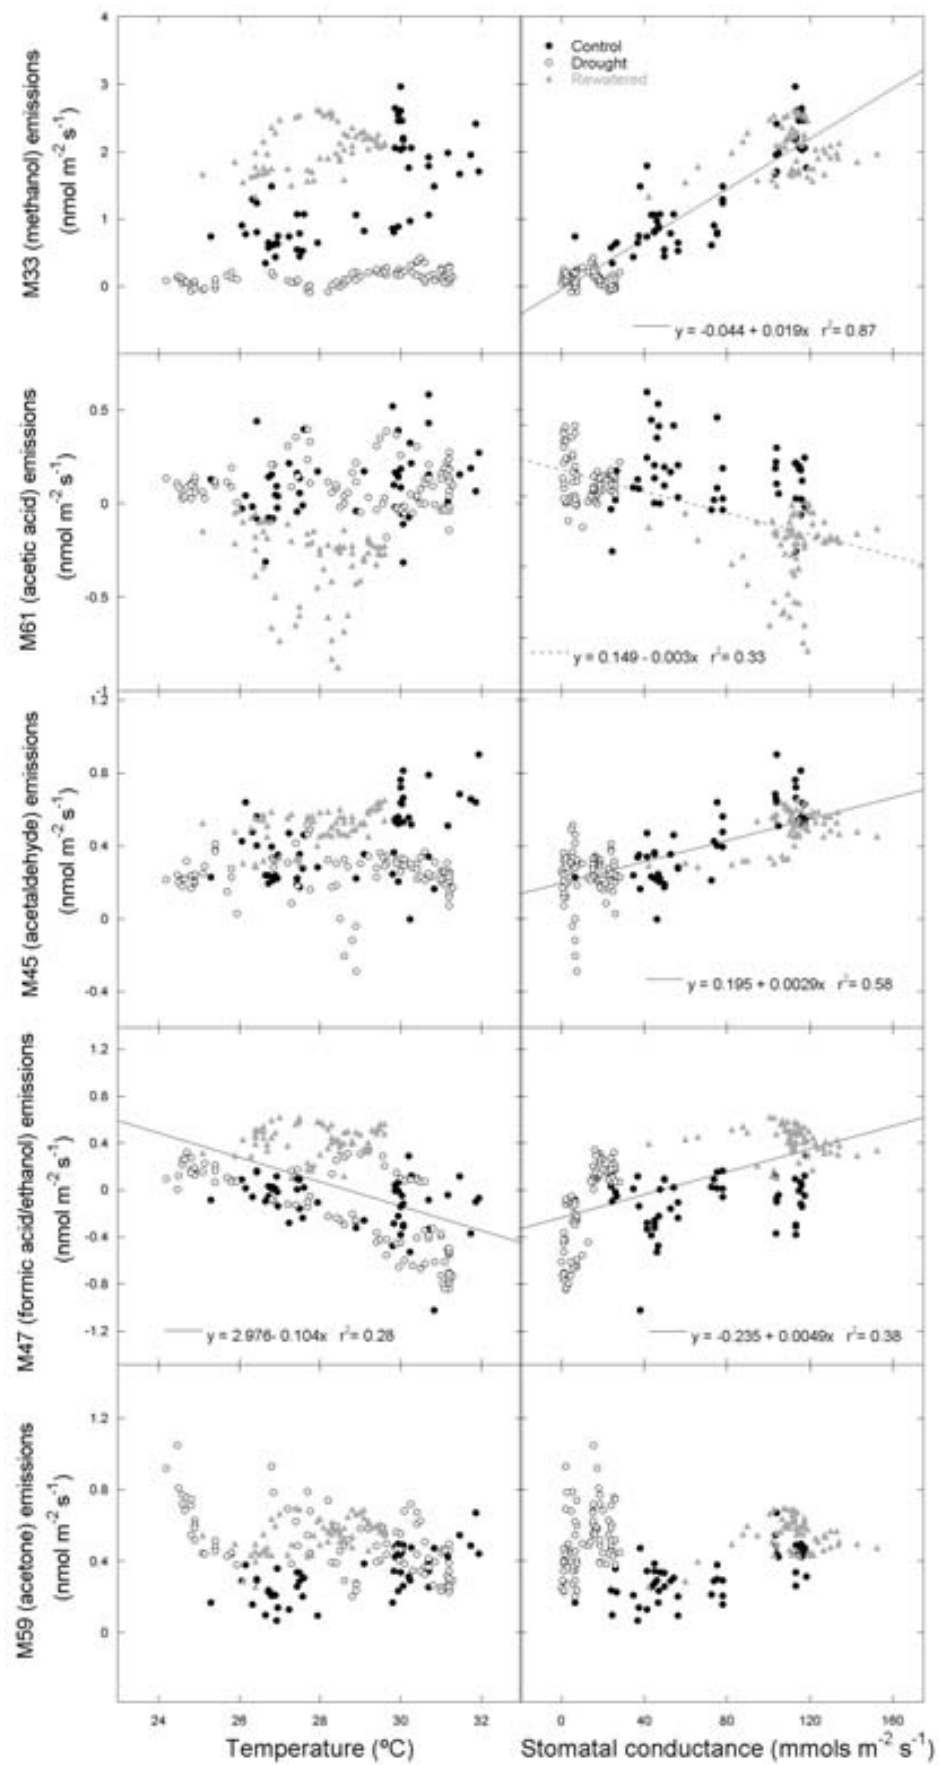 M33 (methanol) emissions
(nmol m-2 s-1)
4
3
2
1
0
Control
Drought
Rewatered
y = -0.044 + 0.019x r2= 0.87
M61 (acetic acid) emissions
(nmol m-2 s-1)
0.5
0
-0.5
-1
y = 0.149 - 0.003x r2= 0.33
M45 (acetaldehyde) emissions
(nmol m-2 s-1)
1.2
0.8
0.4
0
-0.4
y = 0.195 + 0.0029x r2= 0.58
M47 (formic acid/ethanol) emissions
(nmol m-2 s-1)
1.2
0.8
0.4
0
-0.4
-0.8
-1.2
y = 2.976- 0.104x r2= 0.28
y = -0.235 + 0.0049x r2= 0.38
M59 (acetone) emissions
(nmol m-2 s-1)
1.2
0.8
0.4
0
24 26 28 30 32
0 40 80 120 160
Temperature (ºC)
Stomatal conductance (mmols m-2 s-1)